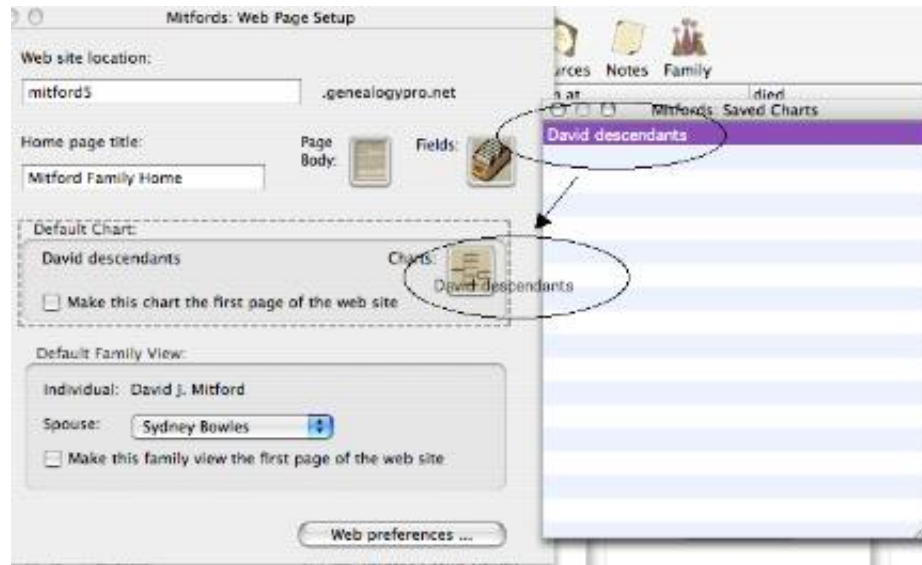 Mitfords: Web Page Setup
Web site location:
mitford5
.genealogypro.net
Home page title:
Page Body:
Fields:
Mitford Family Home
Default Chart:
David descendants
Charts:
David descendants
Make this chart the first page of the web site
Default Family View:
Individual: David J. Mitford
Spouse: Sydney Bowles
Make this family view the first page of the web site
Web preferences ...
Notes Family
died
Mitfords: Saved Charts
David descendants